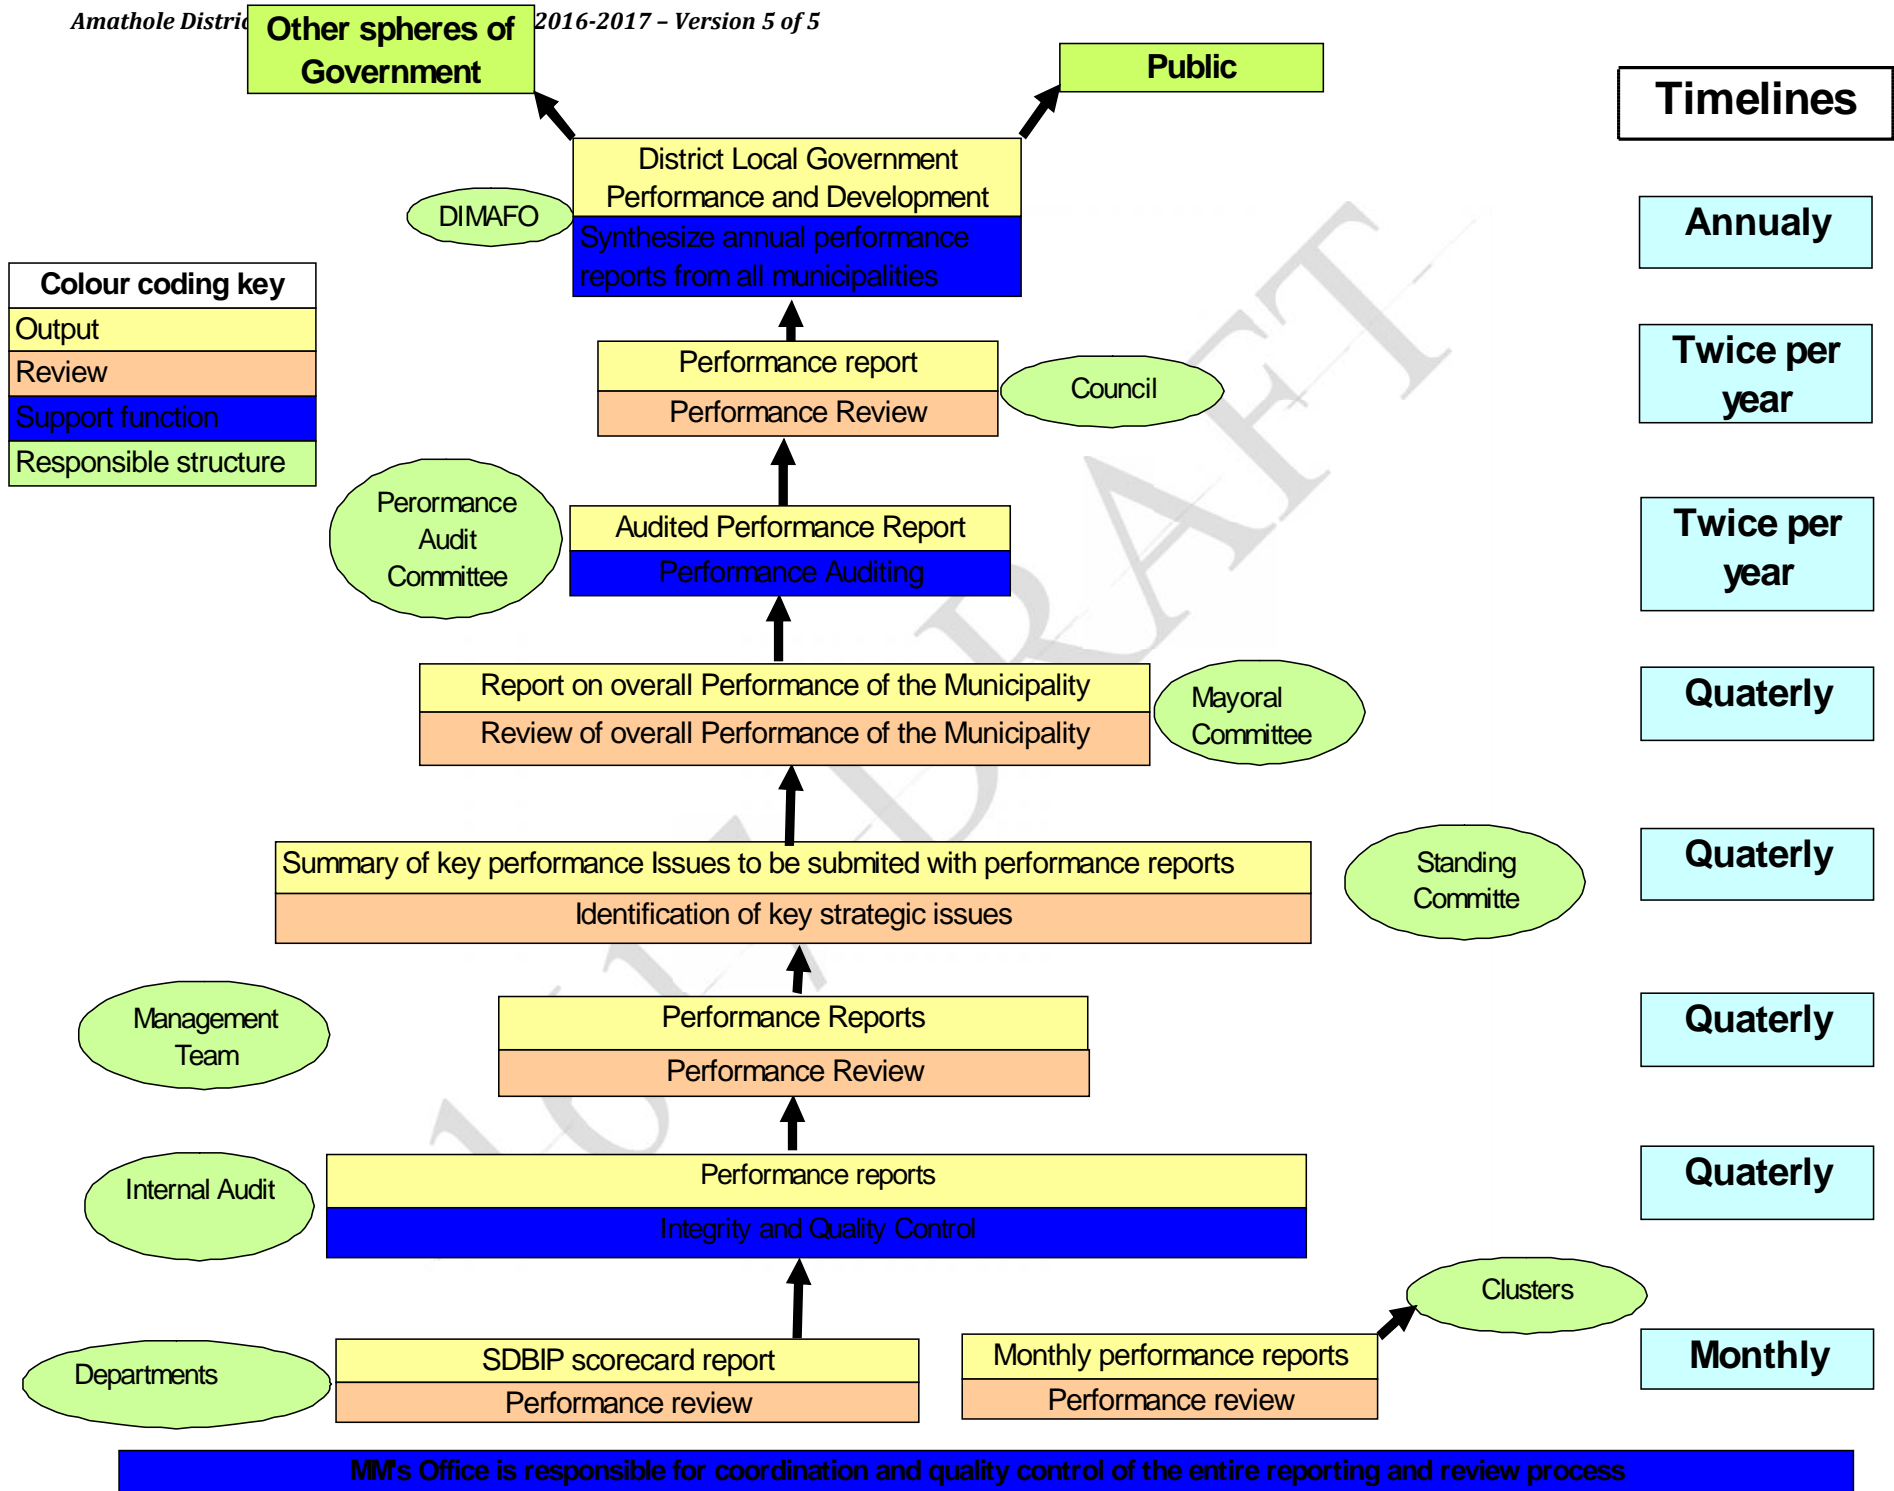 Amathole Distric
2016-2017 – Version 5 of 5
Other spheres of
Government
Public
Timelines
District Local Government
Performance and Development
DIMAFO
Synthesize annual performance
reports from all municipalities
Annualy
Colour coding key
Output
Review
Support function
Responsible structure
Performance report
Performance Review
Council
Twice per
year
Perormance
Audit
Committee
Audited Performance Report
Performance Auditing
Twice per
year
Report on overall Performance of the Municipality
Review of overall Performance of the Municipality
Mayoral
Committee
Quaterly
Summary of key performance Issues to be submited with performance reports
Identification of key strategic issues
Standing
Committe
Quaterly
Management
Team
Performance Reports
Performance Review
Quaterly
Internal Audit
Performance reports
Integrity and Quality Control
Quaterly
Clusters
Departments
SDBIP scorecard report
Performance review
Monthly performance reports
Performance review
Monthly
MM's Office is responsible for coordination and quality control of the entire reporting and review process
DRAFT